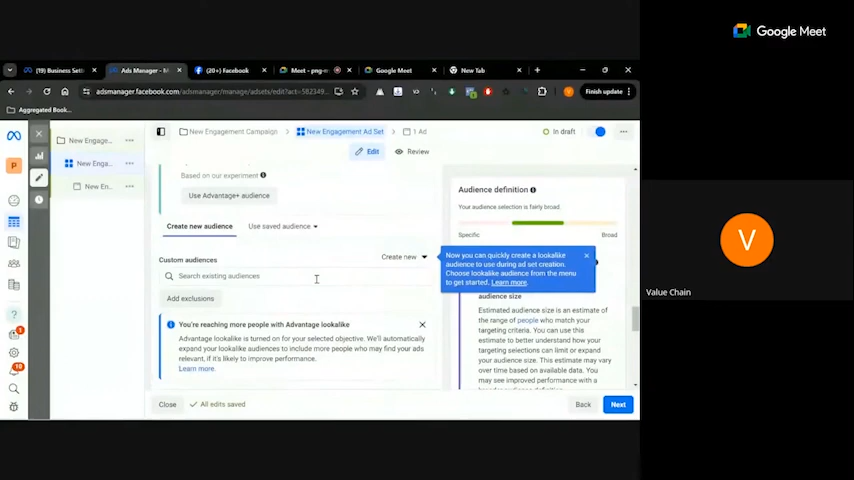 Google Meet
(19) Business Sett
Ads Manager - M
(20+) Facebook
Meet - png-m
Google Meet
New Tab
adsmanager.facebook.com/adsmanager/manage/adsets/edit?act=582349...
Finish update
Aggregated Book...
New Engage...
New Enga...
New En...
New Engagement Campaign
New Engagement Ad Set
1 Ad
In draft
Edit
Review
Based on our experiment
Use Advantage+ audience
Create new audience
Use saved audience
Custom audiences
Create new
Search existing audiences
Add exclusions
You're reaching more people with Advantage lookalike
Advantage lookalike is turned on for your selected objective. We'll automatically
expand your lookalike audiences to include more people who may find your ads
relevant, if it's likely to improve performance.
Learn more.
Audience definition
Your audience selection is fairly broad.
Specific
Broad
Now you can quickly create a lookalike
audience to use during ad set creation.
Choose lookalike audience from the menu
to get started. Learn more.
audience size
Estimated audience size is an estimate of
the range of people who match your
targeting criteria. You can use this
estimate to better understand how your
targeting selections can limit or expand
your audience size. This estimate may
vary over time based on available data. You
may see improved performance with a
Close
All edits saved
Back
Next
P
1
10
V
Value Chain